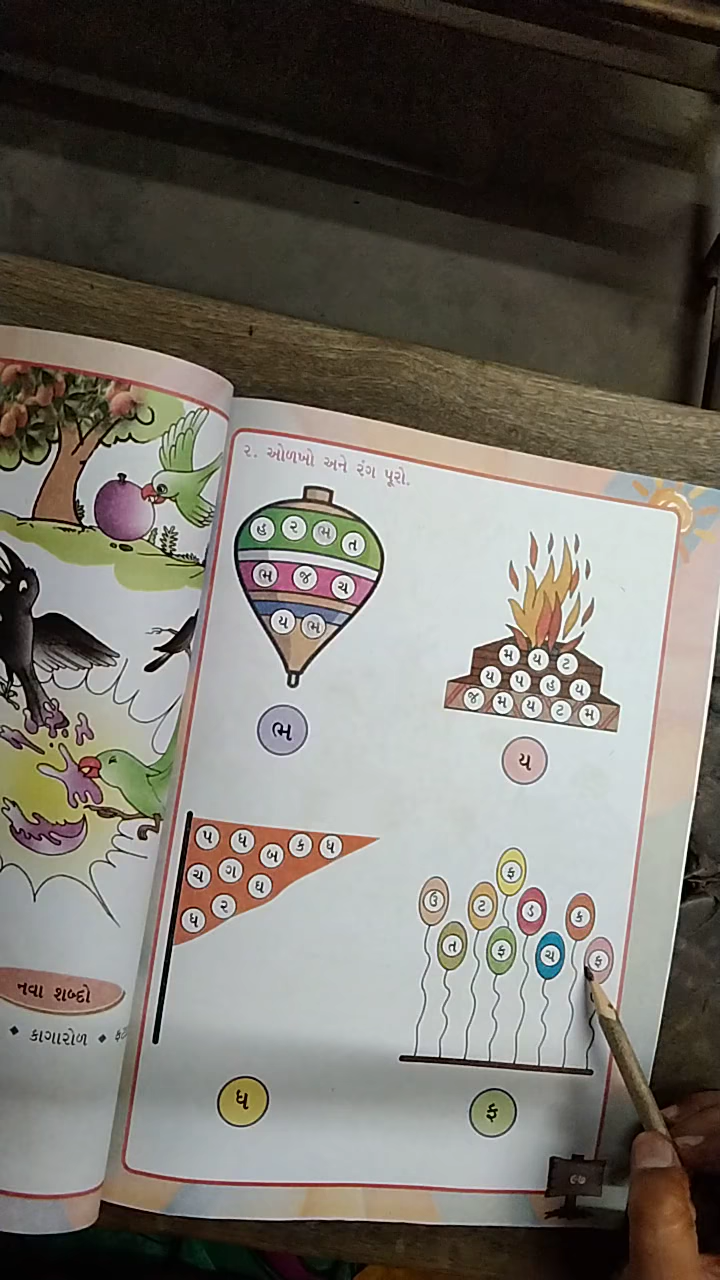 ૨. ઓળખો અને રંગ પૂરો.
હ ર ભ ત
ભ જ ચ
ય ભ
ભ
મ ય ટ
ય પ હ ય
જ મ ય ટ મ
ય
પ ધ બ ક ધ
ચ ગ ઘ
ધ ર
ધ
ફ
ઉ ટ ડ ક
ત ફ ચ ફ
ફ
નવા શબ્દો
◆ કાગારોળ ◆